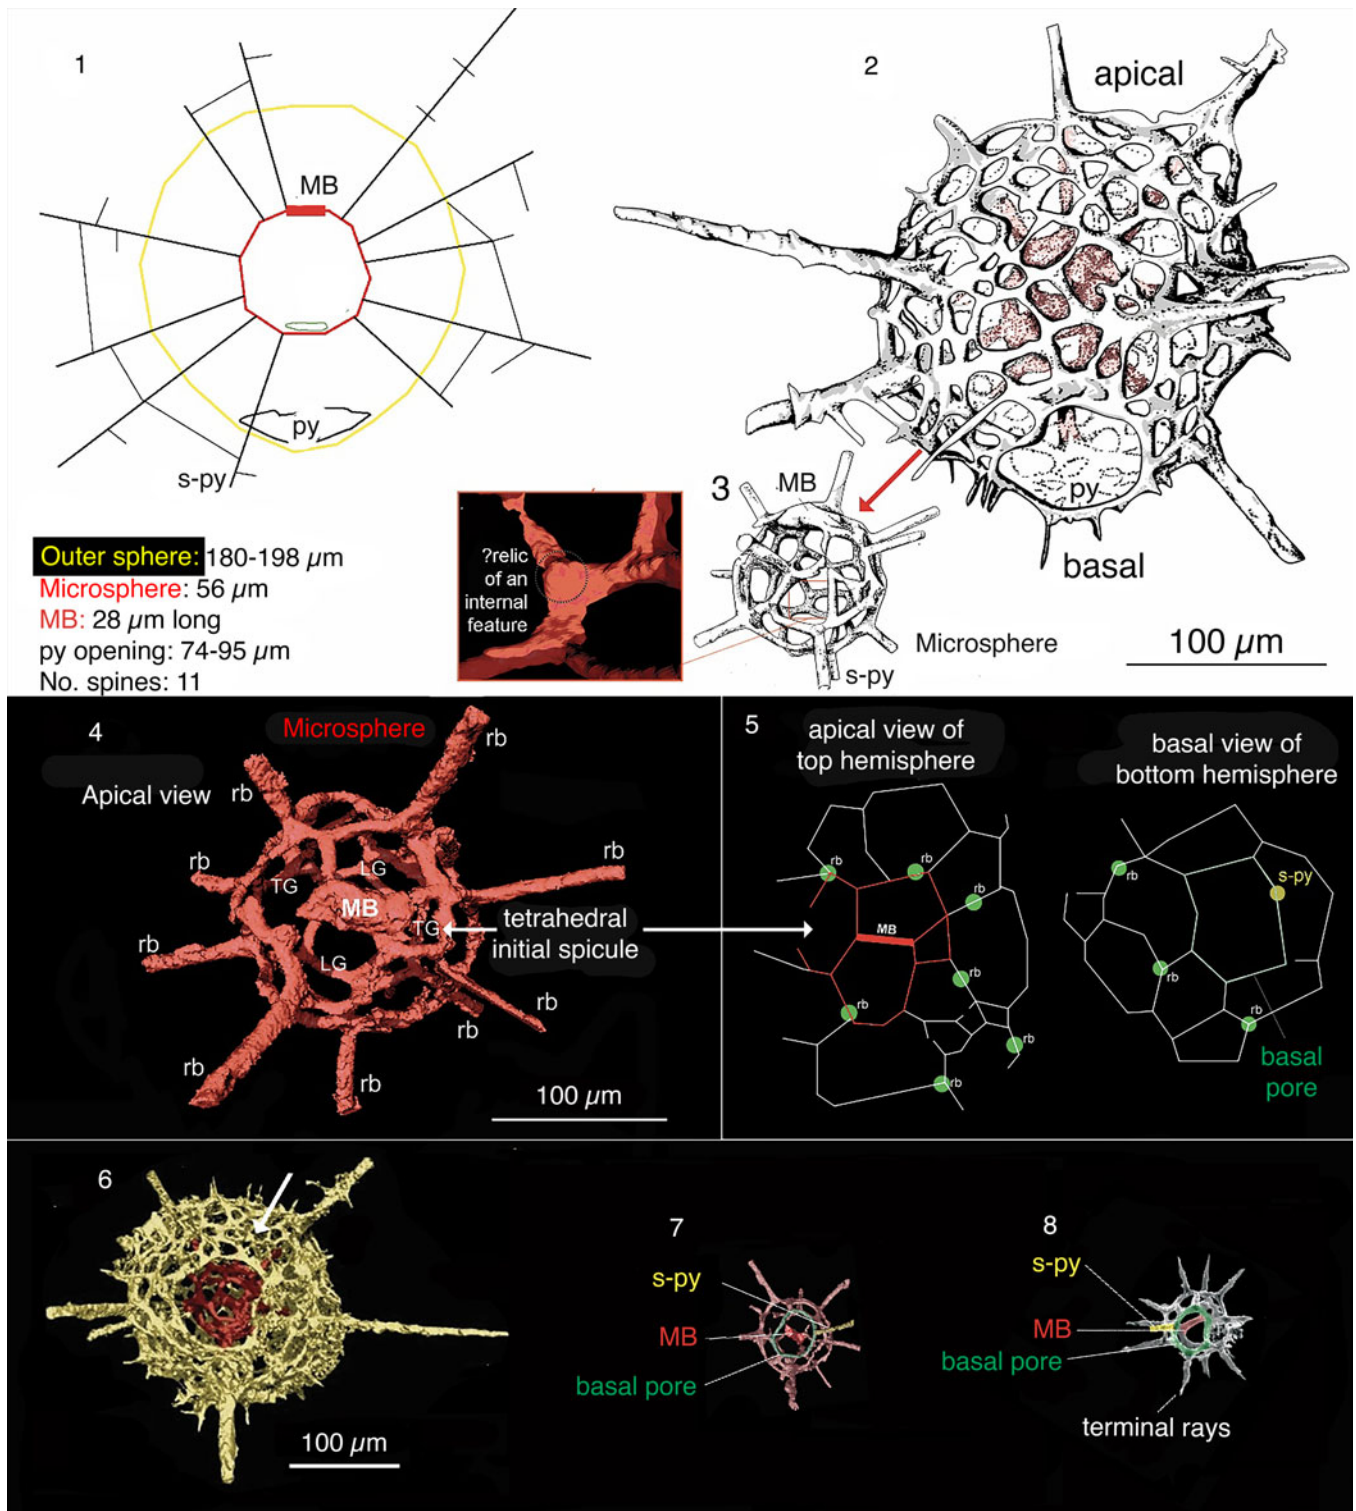 1
MB
py
s-py
Outer sphere: 180-198 µm
Microsphere: 56 µm
MB: 28 µm long
py opening: 74-95 µm
No. spines: 11
2
apical
py
basal
3
MB
?relic
of an
internal
feature
Microsphere
s-py
100 µm
4
Microsphere
Apical view
rb
rb
rb
rb
TG
LG
MB
TG
LG
rb
rb
rb
rb
rb
tetrahedral
initial spicule
100 µm
5
apical view of
top hemisphere
rb
rb
rb
MB
rb
rb
rb
rb
basal view of
bottom hemisphere
rb
s-py
rb
rb
basal
pore
6
100 µm
7
s-py
MB
basal pore
8
s-py
MB
basal pore
terminal rays